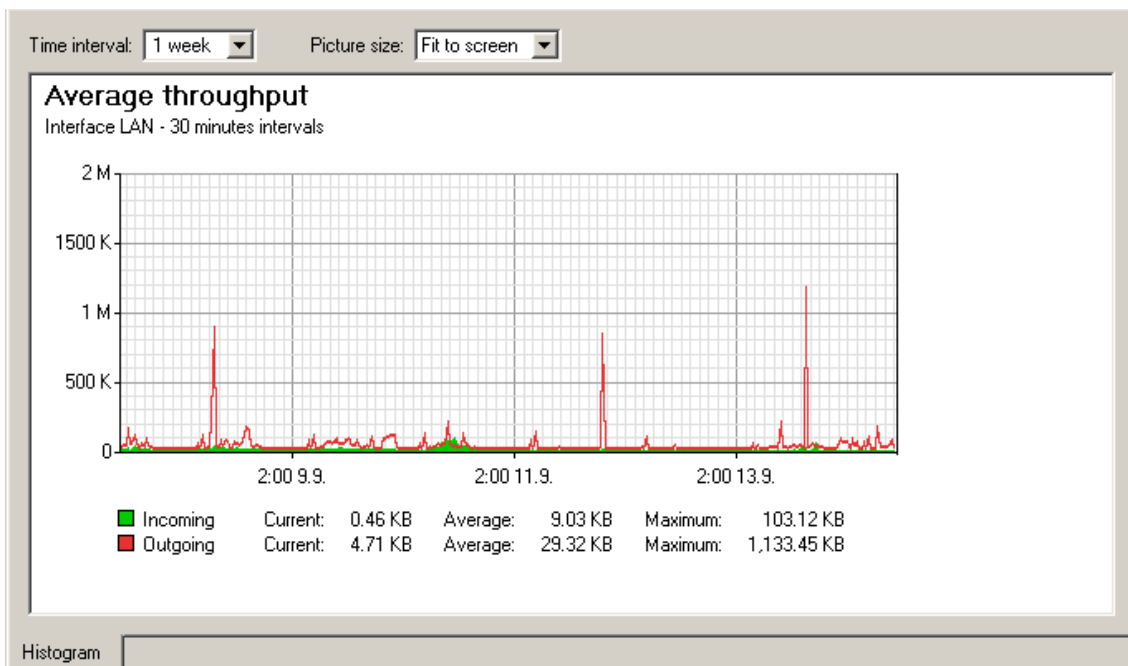 Time interval: 1 week Picture size: Fit to screen
Average throughput
Interface LAN - 30 minutes intervals
2 M
1500 K
1 M
500 K
0
2:00 9.9. 2:00 11.9. 2:00 13.9.
Incoming Current: 0.46 KB Average: 9.03 KB Maximum: 103.12 KB
Outgoing Current: 4.71 KB Average: 29.32 KB Maximum: 1,133.45 KB
Histogram